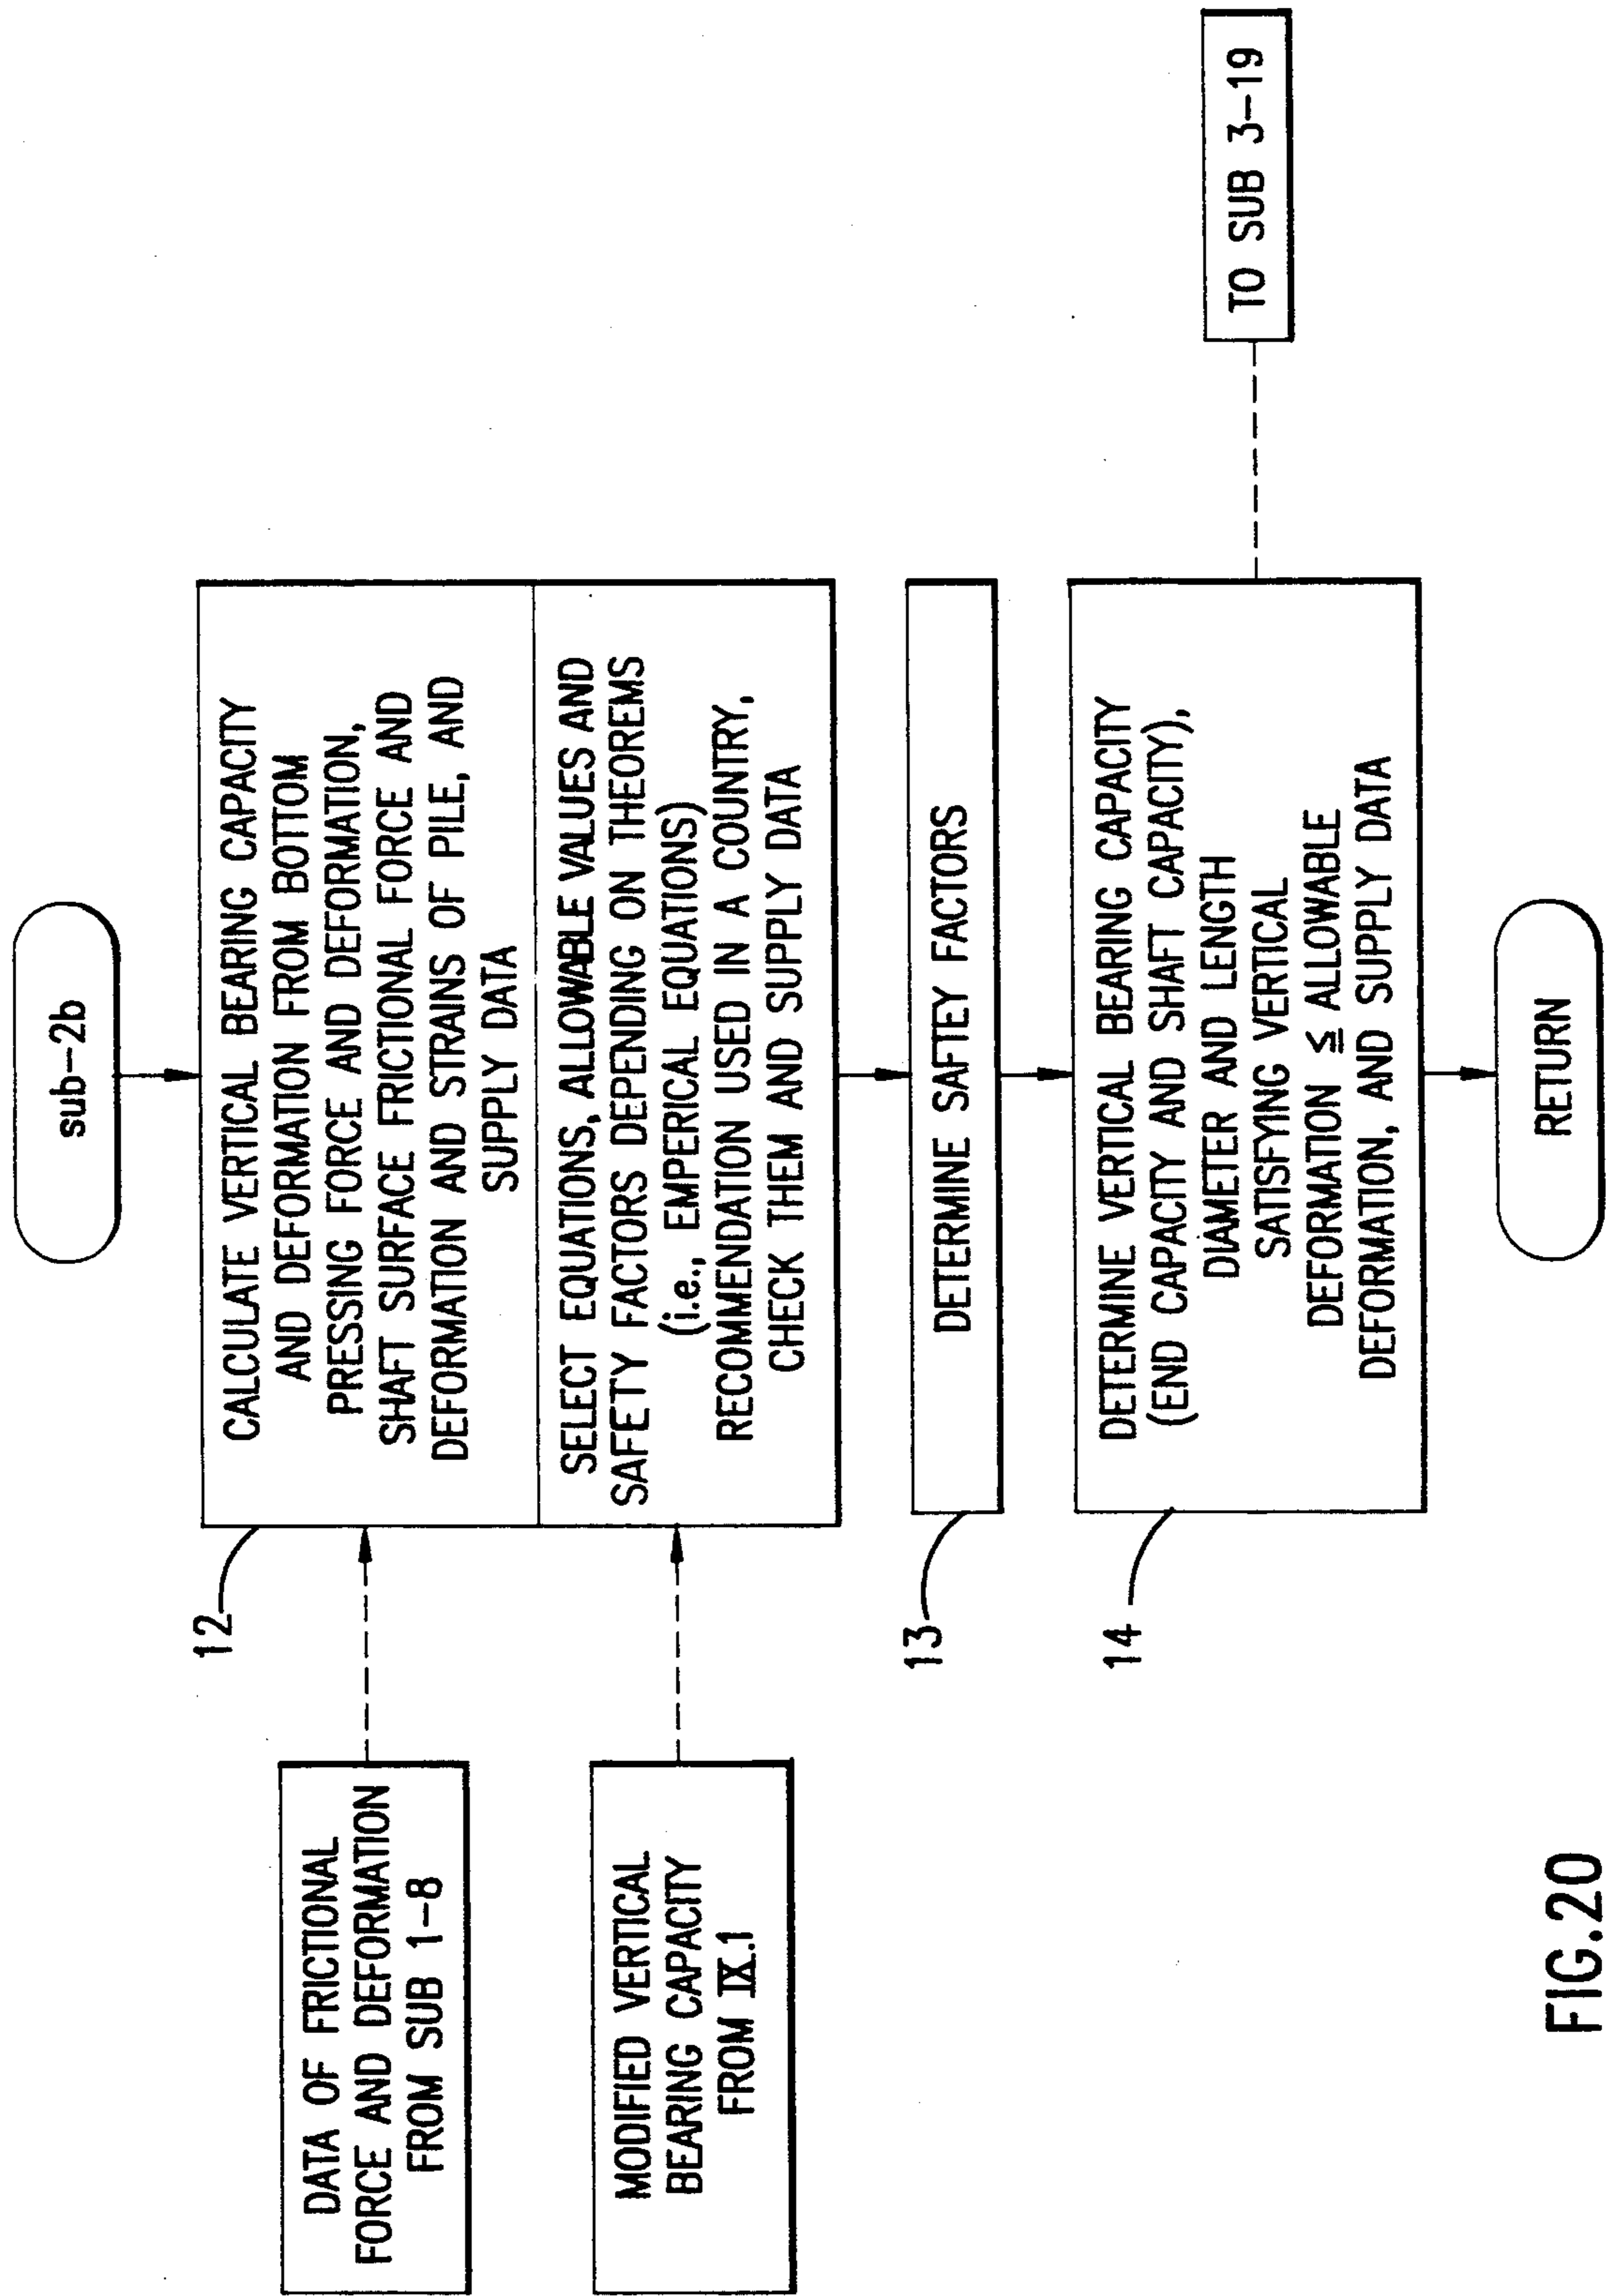 sub-2b
CALCULATE VERTICAL BEARING CAPACITY
AND DEFORMATION FROM BOTTOM
PRESSING FORCE AND DEFORMATION,
SHAFT SURFACE FRICTIONAL FORCE AND
DEFORMATION AND STRAINS OF PILE, AND
SUPPLY DATA
SELECT EQUATIONS, ALLOWABLE VALUES AND
SAFETY FACTORS DEPENDING ON THEOREMS
(i.e., EMPERICAL EQUATIONS)
RECOMMENDATION USED IN A COUNTRY,
CHECK THEM AND SUPPLY DATA
12
DATA OF FRICTIONAL
FORCE AND DEFORMATION
FROM SUB 1-8
MODIFIED VERTICAL
BEARING CAPACITY
FROM IX.1
13
DETERMINE SAFTEY FACTORS
14
DETERMINE VERTICAL BEARING CAPACITY
(END CAPACITY AND SHAFT CAPACITY),
DIAMETER AND LENGTH
SATISFYING VERTICAL
DEFORMATION ≦ ALLOWABLE
DEFORMATION, AND SUPPLY DATA
TO SUB 3-19
RETURN
FIG.20